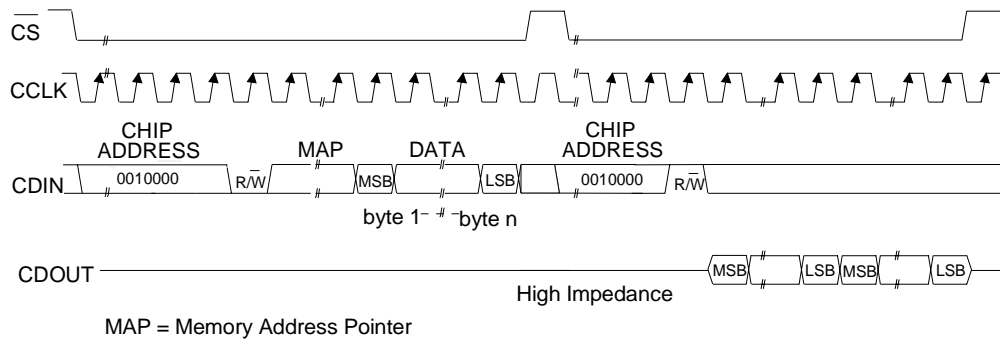 CS
CCLK
CHIP ADDRESS MAP DATA CHIP ADDRESS
CDIN 0010000 R/W MSB LSB 0010000 R/W
byte 1 byte n
CDOUT MSB LSB MSB LSB
High Impedance
MAP = Memory Address Pointer